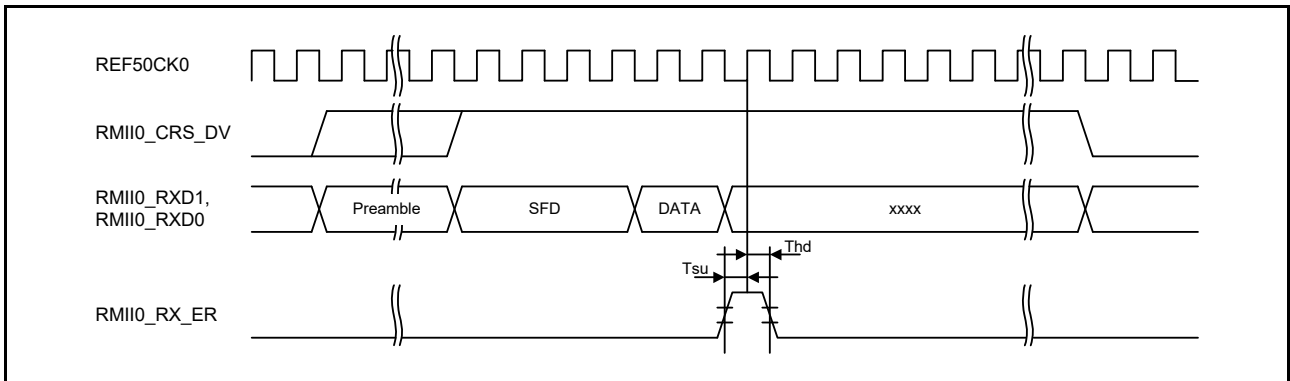 REF50CK0
RMII0_CRS_DV
RMII0_RXD1,
RMII0_RXD0
Preamble
SFD
DATA
xxxx
Thd
Tsu
RMII0_RX_ER